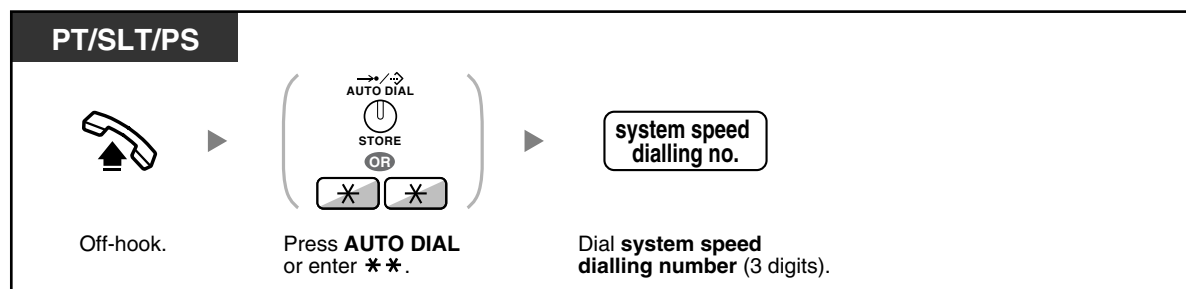 PT/SLT/PS
AUTO DIAL
STORE
OR
* *
system speed
dialling no.
Off-hook.
Press AUTO DIAL
or enter * *.
Dial system speed
dialling number (3 digits).